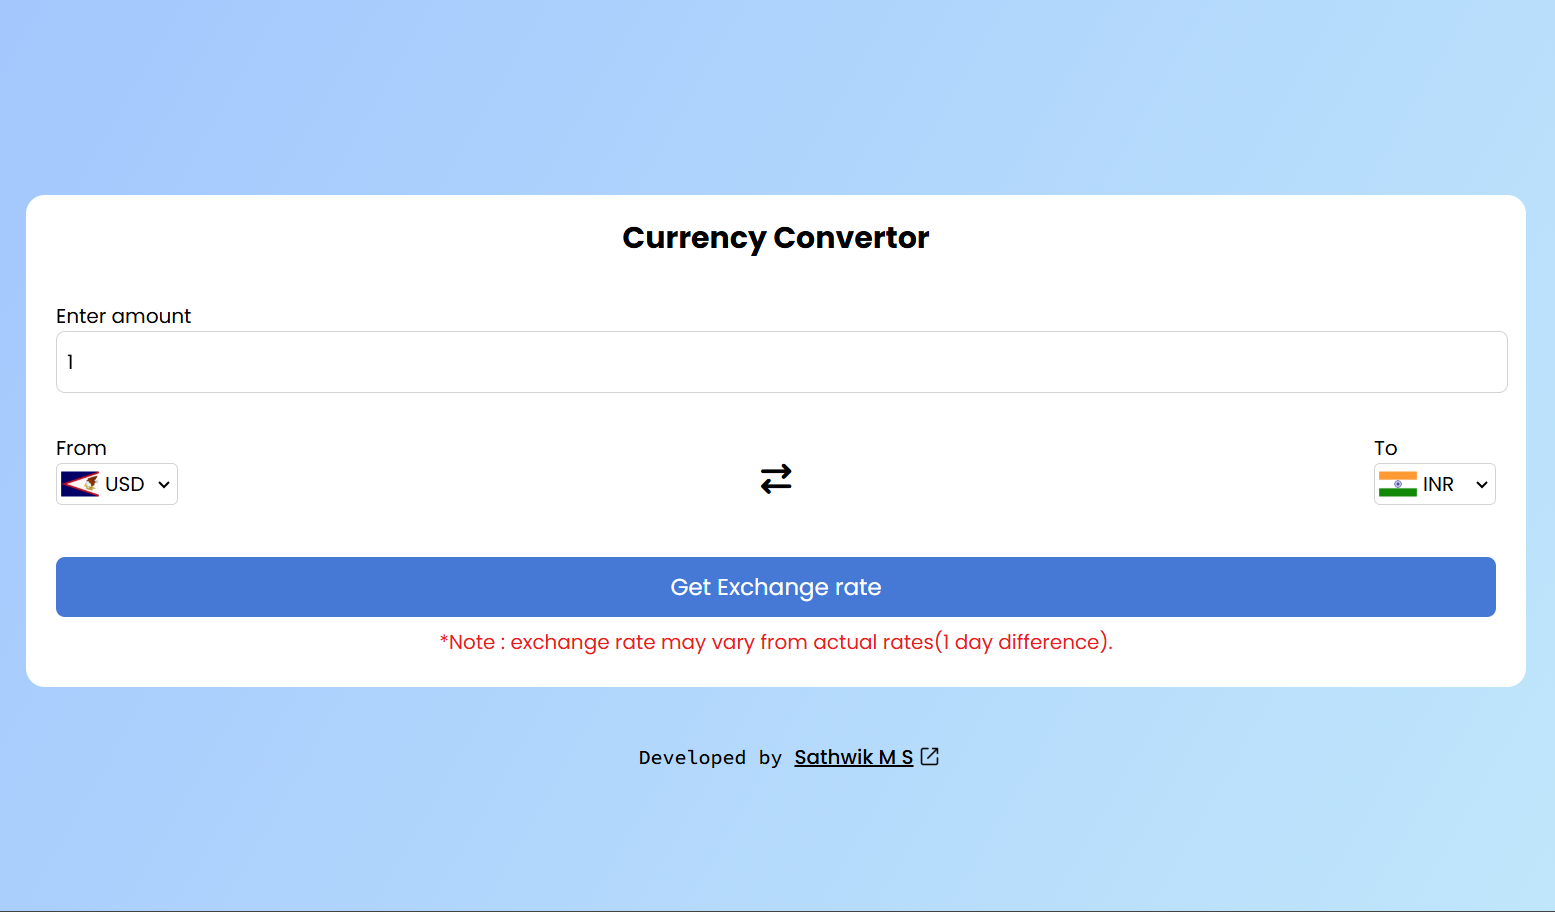 Currency Convertor
Enter amount
1
From
To
USD
INR
Get Exchange rate
*Note : exchange rate may vary from actual rates(1 day difference).
Developed by Sathwik M S